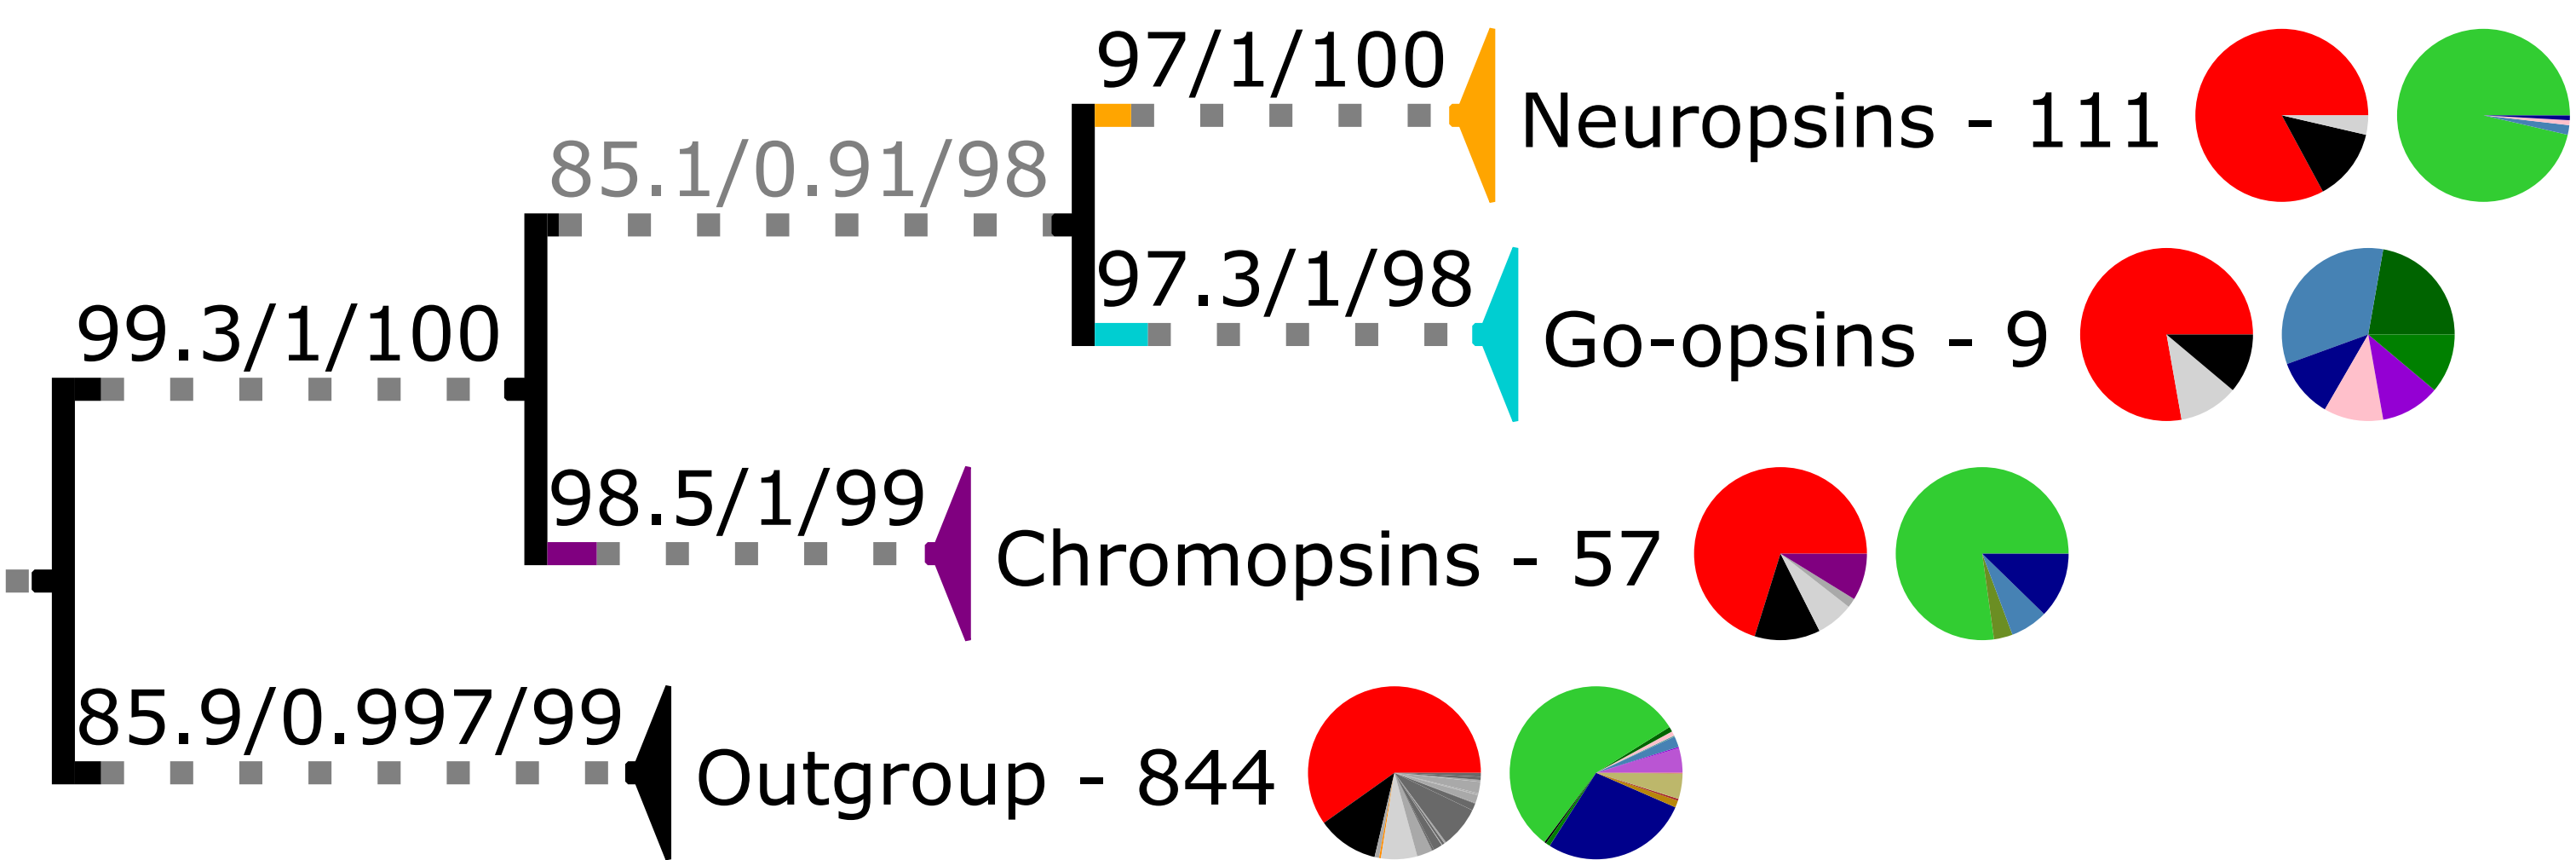 97/1/100
Neuropsins - 111
85.1/0.91/98
97.3/1/98
Go-opsins - 9
99.3/1/100
98.5/1/99
Chromopsins - 57
85.9/0.997/99
Outgroup - 844